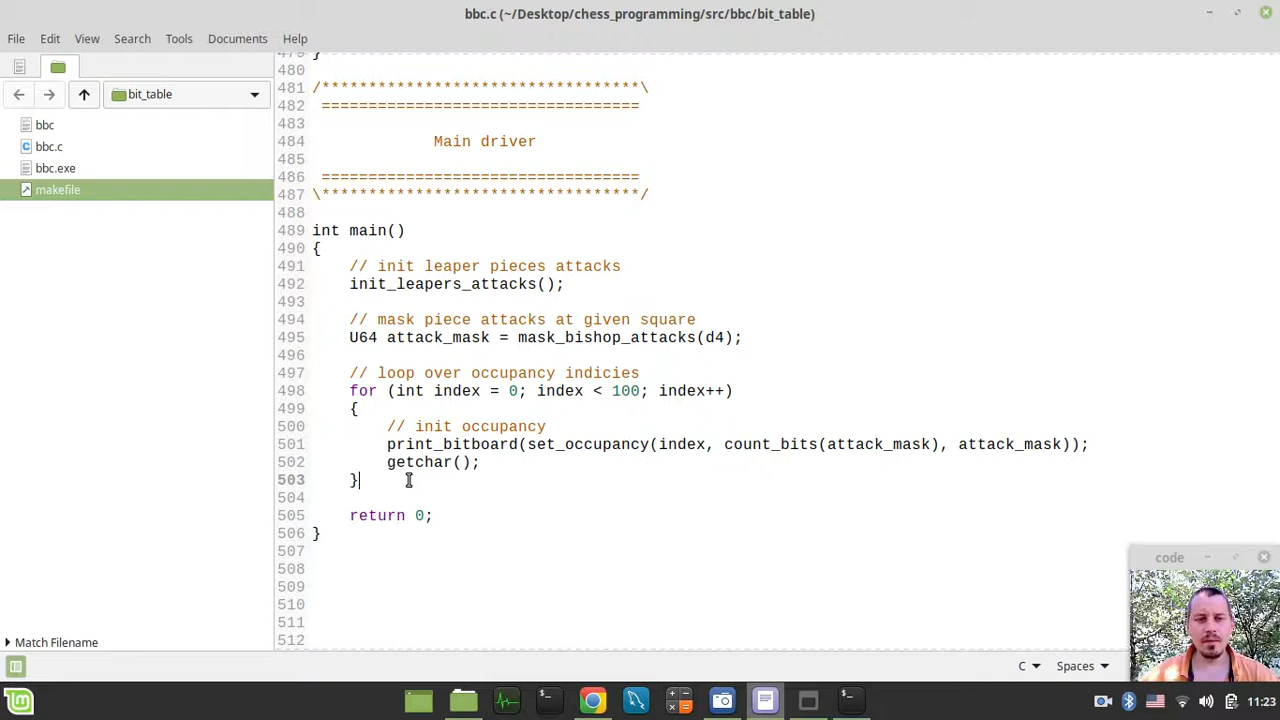 bbc.c (~/Desktop/chess_programming/src/bbc/bit_table)
File Edit View Search Tools Documents Help
bit_table
bbc
bbc.c
bbc.exe
makefile
479 }
480
481 /**********************************\
482 ==================================
483
484 Main driver
485
486 ==================================
487 \**********************************/
488
489 int main()
490 {
491 // init leaper pieces attacks
492 init_leapers_attacks();
493
494 // mask piece attacks at given square
495 U64 attack_mask = mask_bishop_attacks(d4);
496
497 // loop over occupancy indicies
498 for (int index = 0; index < 100; index++)
499 {
500 // init occupancy
501 print_bitboard(set_occupancy(index, count_bits(attack_mask), attack_mask));
502 getchar();
503 }
504
505 return 0;
506 }
507
508
509
510
511
512
code
Match Filename
C Spaces
11:23